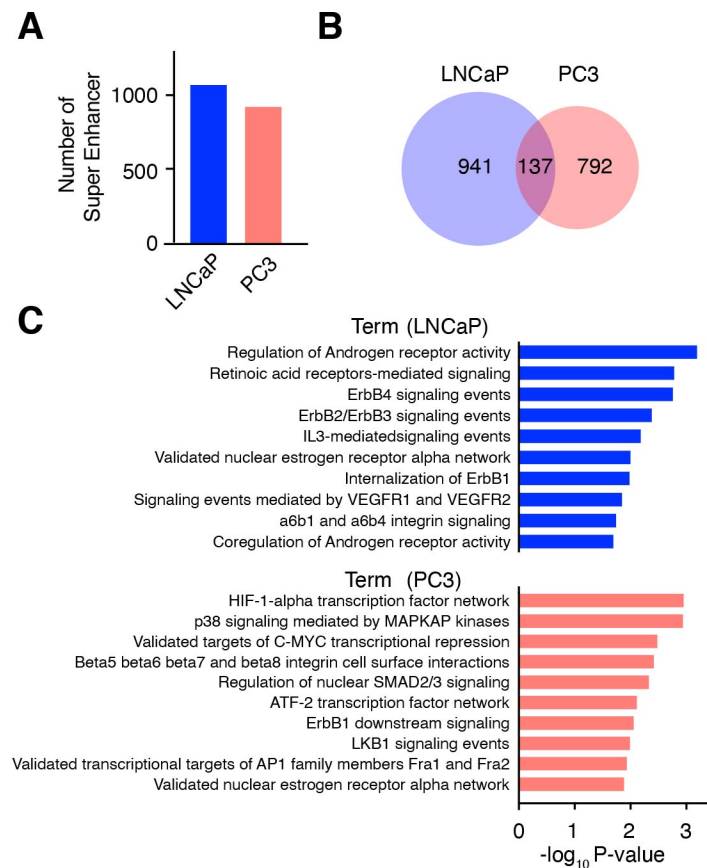 A
Number of
Super Enhancer
1000
500
0
LNCaP
PC3
B
LNCaP
PC3
941
137
792
C
Term (LNCaP)
Regulation of Androgen receptor activity
Retinoic acid receptors-mediated signaling
ErbB4 signaling events
ErbB2/ErbB3 signaling events
IL3-mediatedsignaling events
Validated nuclear estrogen receptor alpha network
Internalization of ErbB1
Signaling events mediated by VEGFR1 and VEGFR2
a6b1 and a6b4 integrin signaling
Coregulation of Androgen receptor activity
Term (PC3)
HIF-1-alpha transcription factor network
p38 signaling mediated by MAPKAP kinases
Validated targets of C-MYC transcriptional repression
Beta5 beta6 beta7 and beta8 integrin cell surface interactions
Regulation of nuclear SMAD2/3 signaling
ATF-2 transcription factor network
ErbB1 downstream signaling
LKB1 signaling events
Validated transcriptional targets of AP1 family members Fra1 and Fra2
Validated nuclear estrogen receptor alpha network
0 1 2 3
-log10 P-value